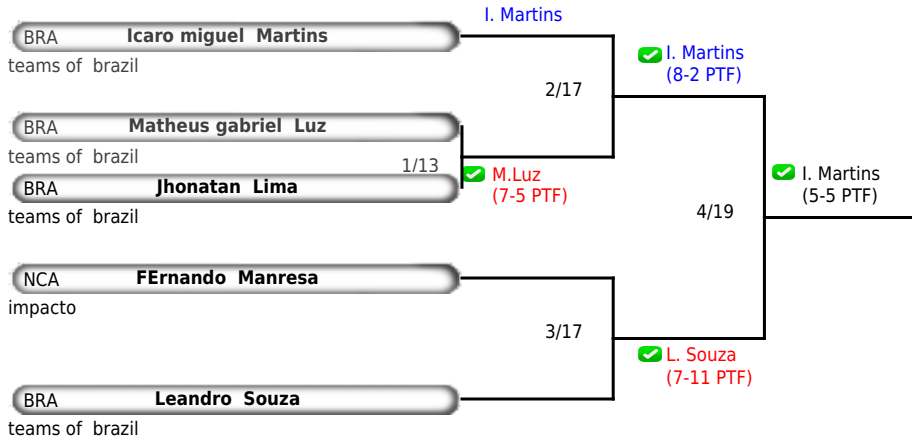 I. Martins
BRA Icaro miguel Martins
teams of brazil
I. Martins
(8-2 PTF)
2/17
BRA Matheus gabriel Luz
teams of brazil
1/13
M.Luz
(7-5 PTF)
BRA Jhonatan Lima
teams of brazil
I. Martins
(5-5 PTF)
4/19
NCA FErnando Manresa
impacto
3/17
L. Souza
(7-11 PTF)
BRA Leandro Souza
teams of brazil